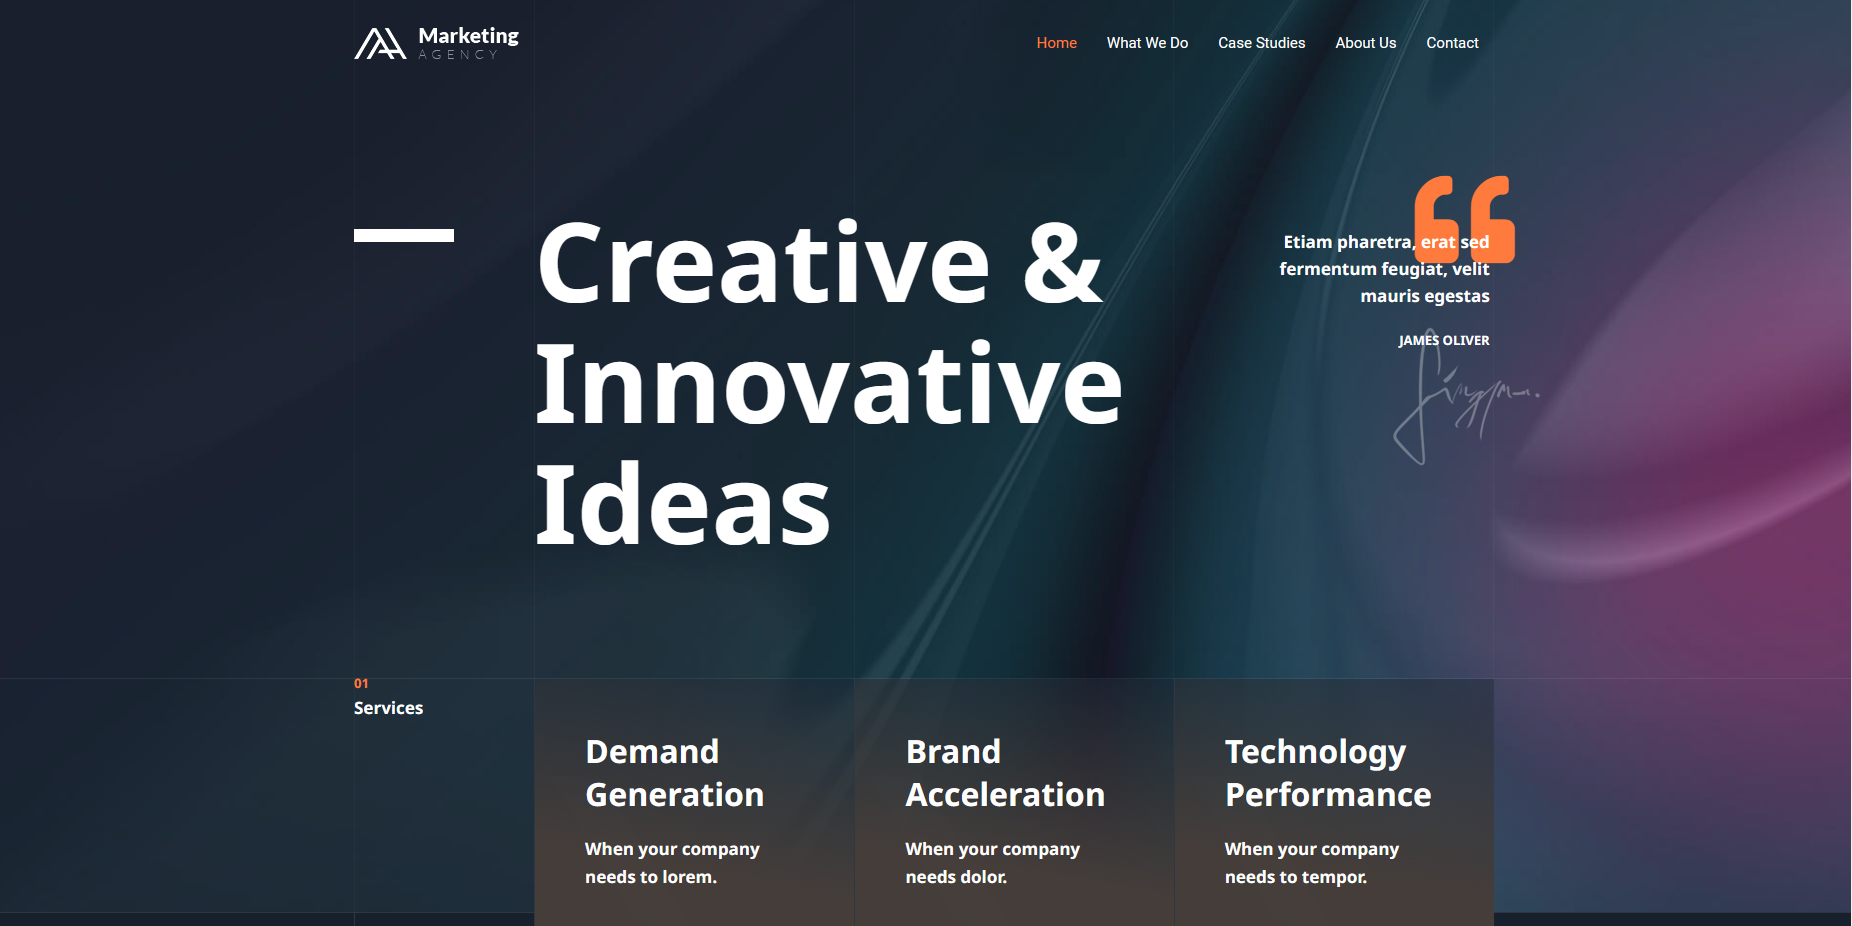 Marketing
AGENCY
Home What We Do Case Studies About Us Contact
Creative &
Innovative
Ideas
Etiam pharetra, erat sed
fermentum feugiat, velit
mauris egestas
JAMES OLIVER
01
Services
Demand
Generation
When your company
needs to lorem.
Brand
Acceleration
When your company
needs dolor.
Technology
Performance
When your company
needs to tempor.